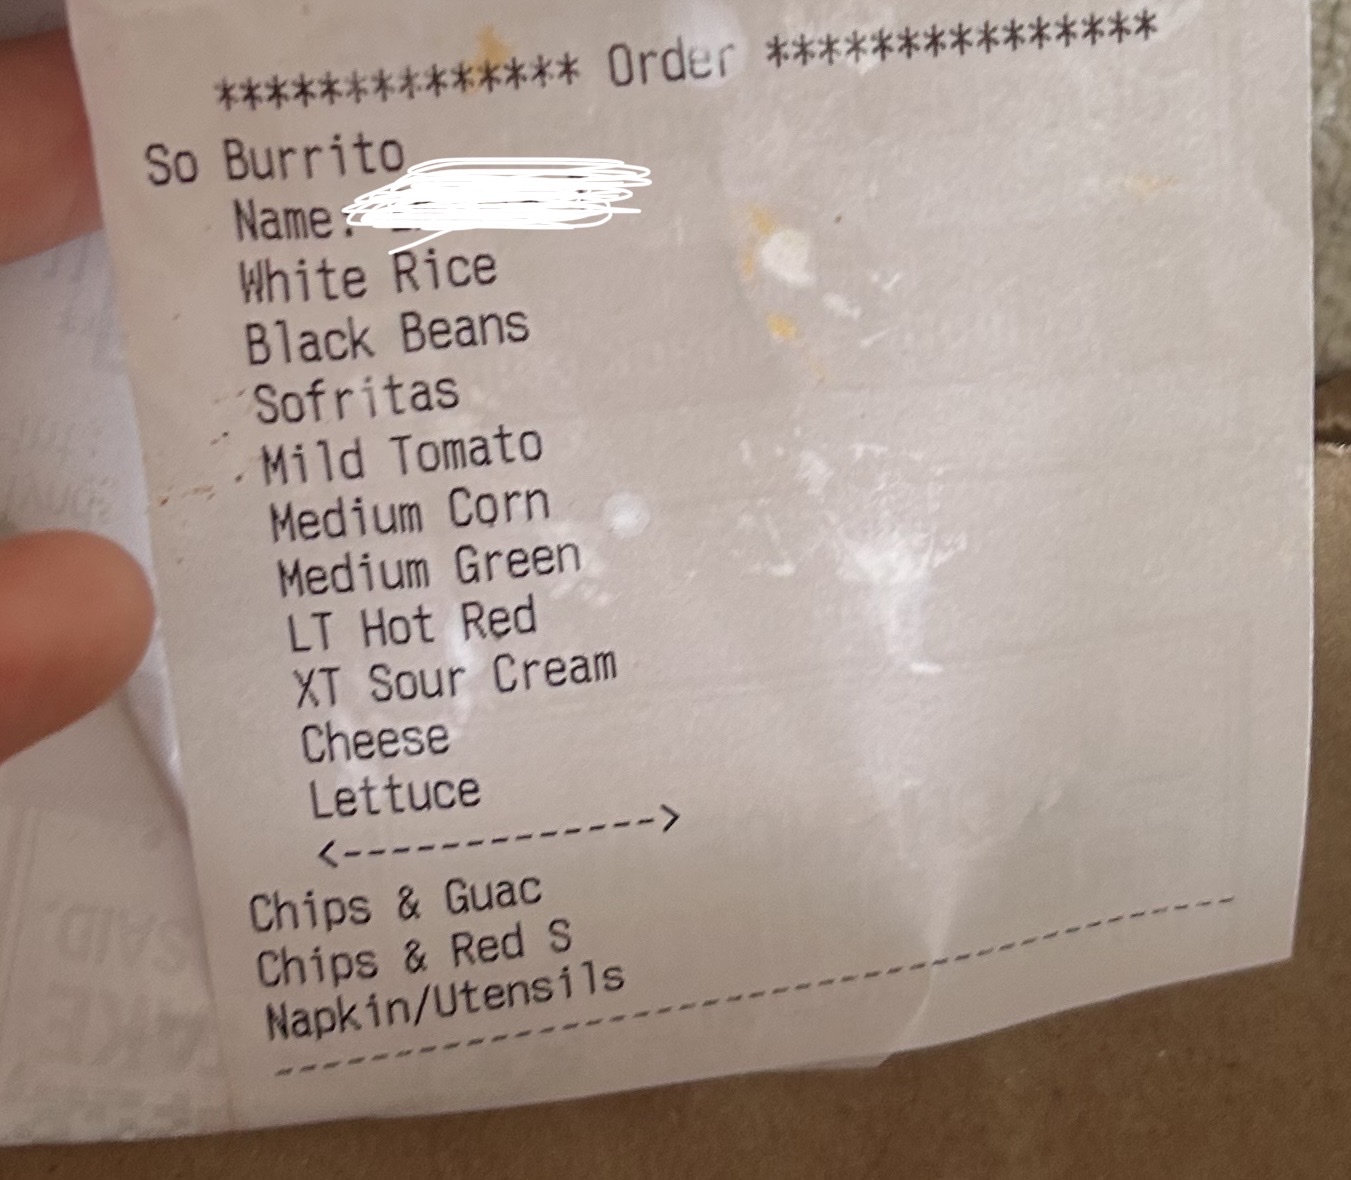 ************** Order ***************
So Burrito
Name:
White Rice
Black Beans
Sofritas
Mild Tomato
Medium Corn
Medium Green
LT Hot Red
XT Sour Cream
Cheese
Lettuce
<------------->
Chips & Guac
Chips & Red S
Napkin/Utensils
----------------------------------------